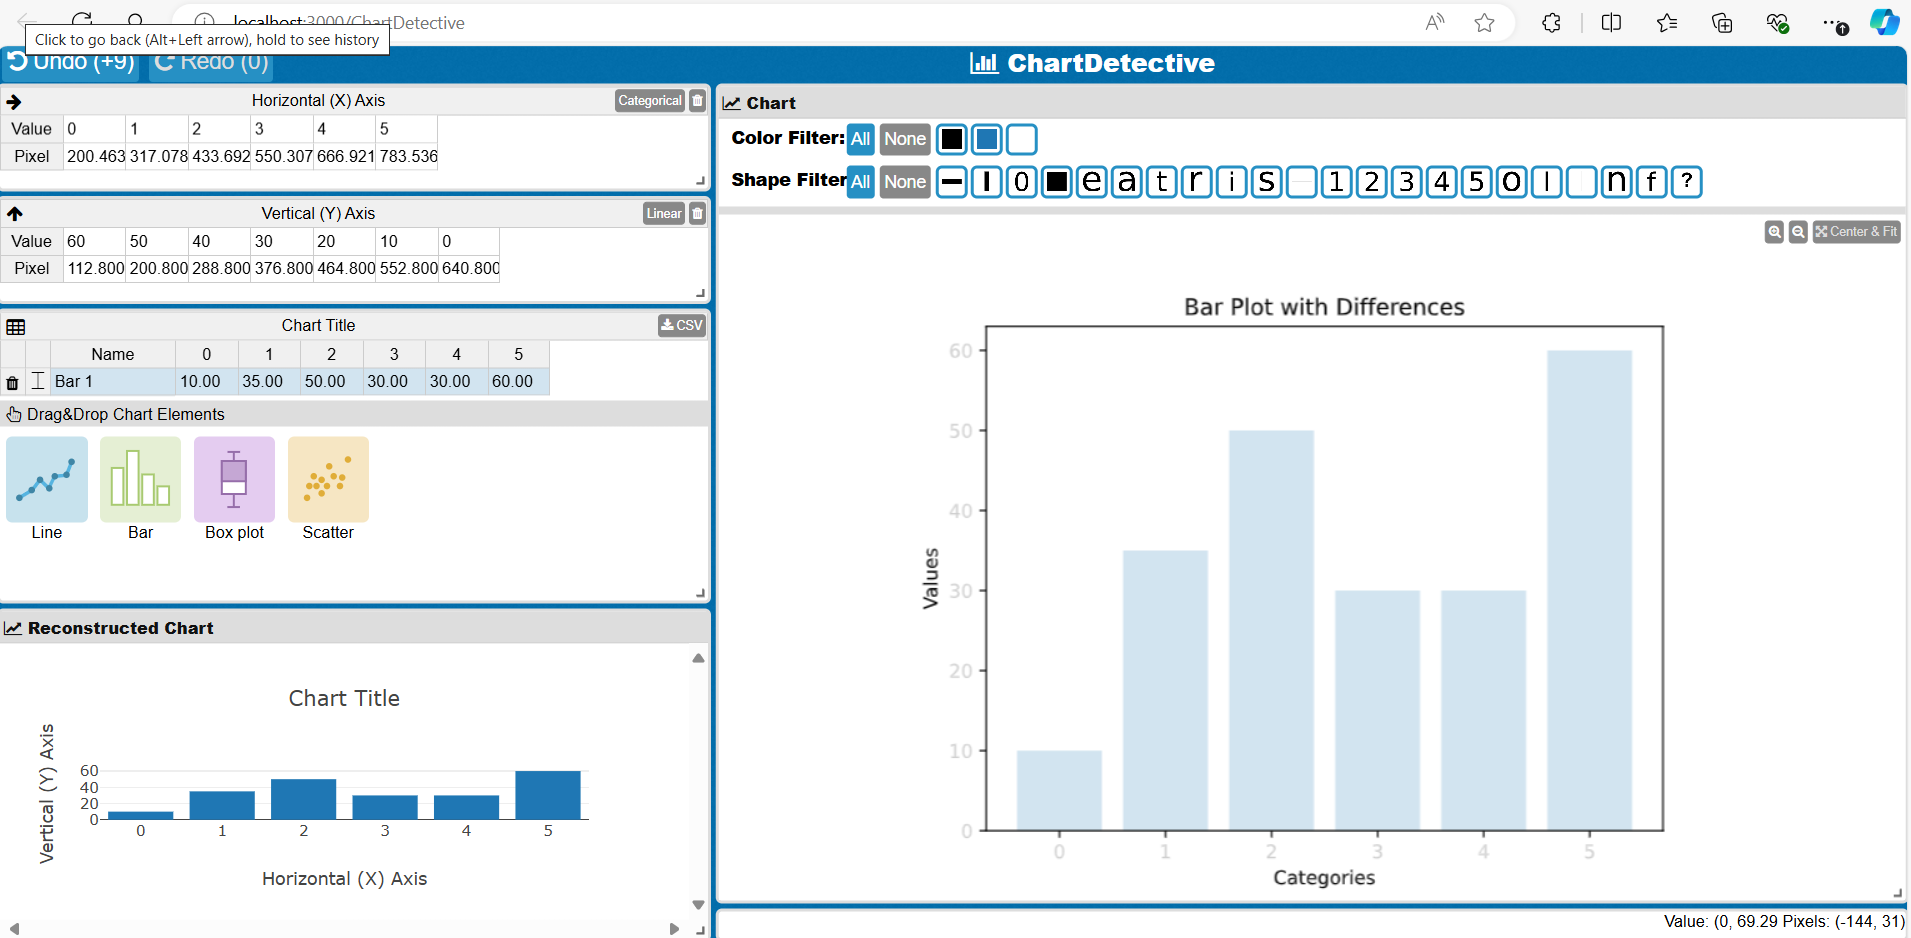 localhost:3000/ChartDetective
Click to go back (Alt+Left arrow), hold to see history
Undo (+9) Redo (0)
ChartDetective
Horizontal (X) Axis Categorical
Value 0 1 2 3 4 5
Pixel 200.463 317.078 433.692 550.307 666.921 783.536
Vertical (Y) Axis Linear
Value 60 50 40 30 20 10 0
Pixel 112.800 200.800 288.800 376.800 464.800 552.800 640.800
Chart Title CSV
Name 0 1 2 3 4 5
Bar 1 10.00 35.00 50.00 30.00 30.00 60.00
Drag&Drop Chart Elements
Line Bar Box plot Scatter
Reconstructed Chart
Chart Title
Vertical (Y) Axis
60
40
20
0
0 1 2 3 4 5
Horizontal (X) Axis
Chart
Color Filter: All None
Shape Filter All None 0 e a t r i s 1 2 3 4 5 o l n f ?
Center & Fit
Bar Plot with Differences
60
50
40
30
20
10
0
Values
0 1 2 3 4 5
Categories
Value: (0, 69.29 Pixels: (-144, 31)